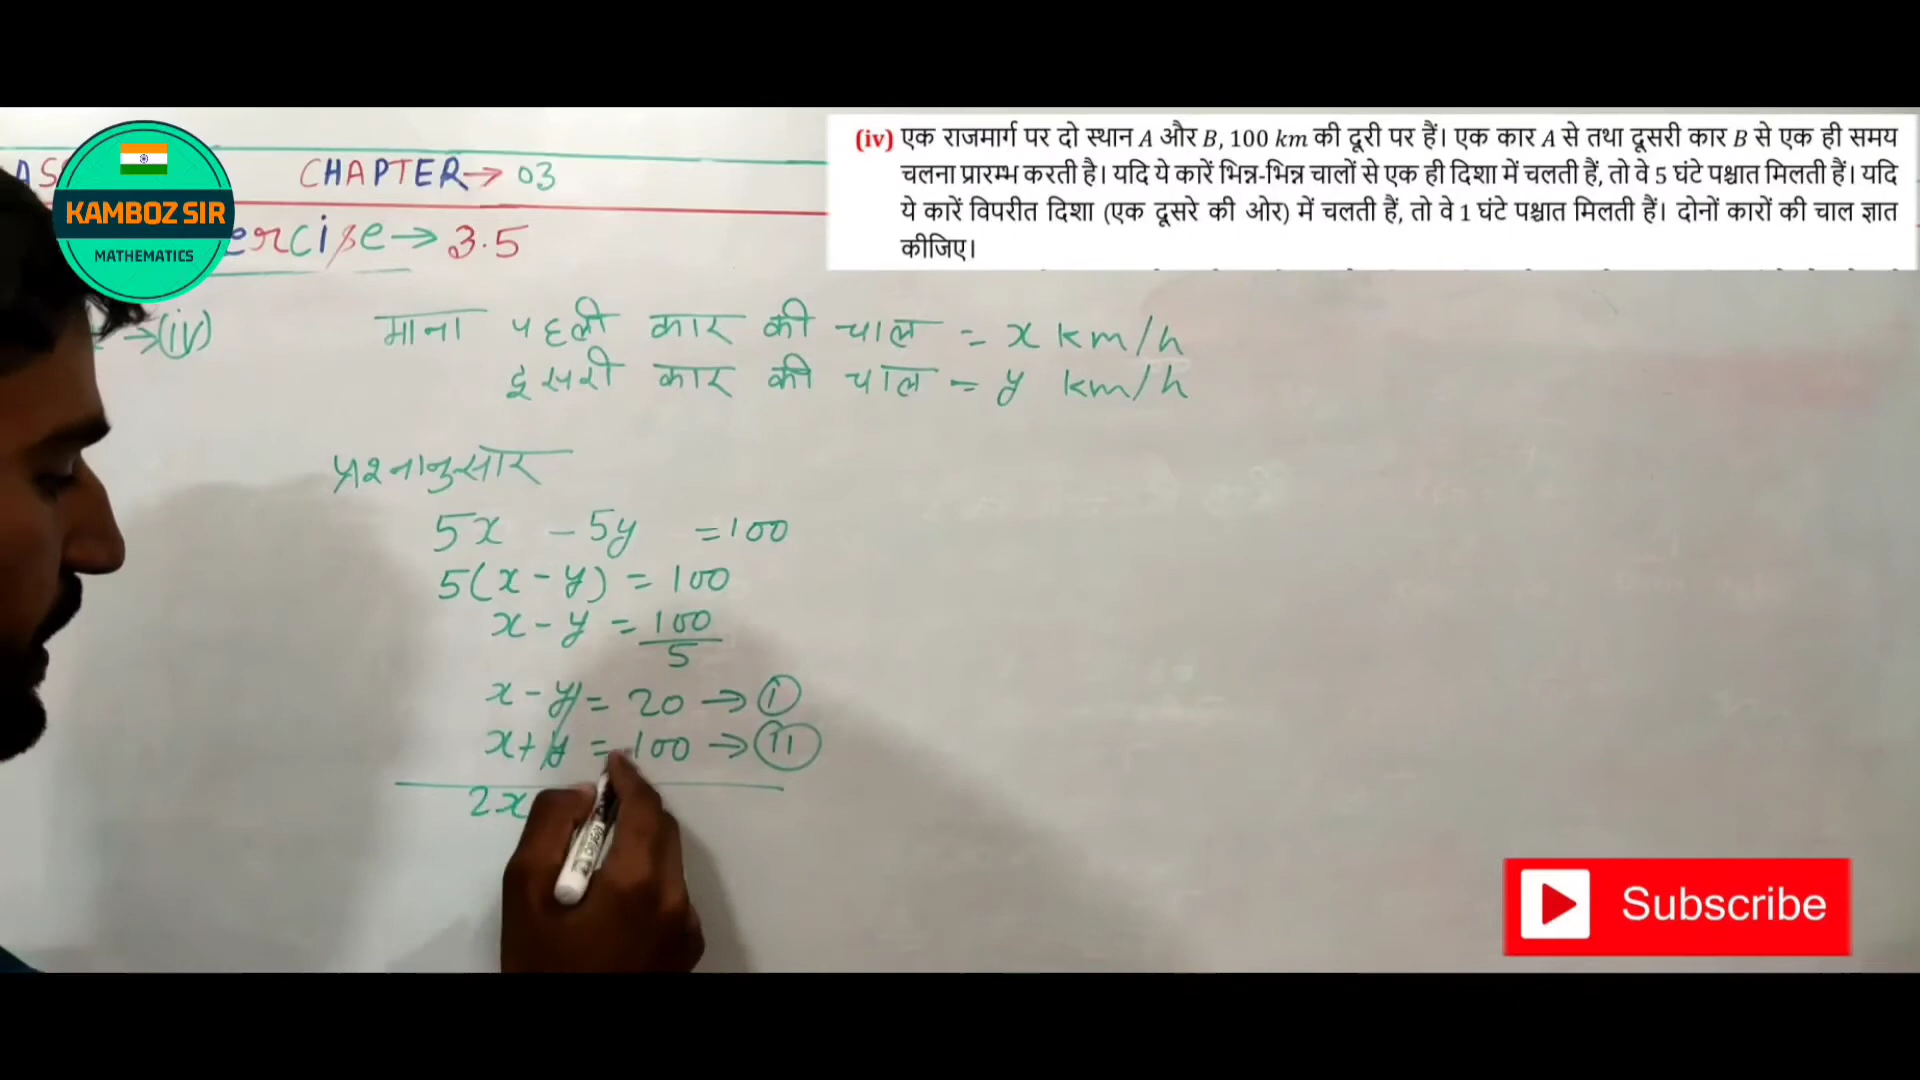 (iv) एक राजमार्ग पर दो स्थान A और B, 100 km की दूरी पर हैं। एक कार A से तथा दूसरी कार B से एक ही समय
चलना प्रारम्भ करती है। यदि ये कारें भिन्न-भिन्न चालों से एक ही दिशा में चलती हैं, तो वे 5 घंटे पश्चात मिलती हैं। यदि
ये कारें विपरीत दिशा (एक दूसरे की ओर) में चलती हैं, तो वे 1 घंटे पश्चात मिलती हैं। दोनों कारों की चाल ज्ञात
कीजिए।
CHAPTER→ 03
KAMBOZ SIR
MATHEMATICS
ercise→ 3.5
→(iv) माना पहली कार की चाल = x km/h
दूसरी कार की चाल = y km/h
प्रश्नानुसार
5x - 5y = 100
5(x - y) = 100
x - y = 100/5
x - y = 20 → (i)
x + y = 100 → (ii)
2x
Subscribe